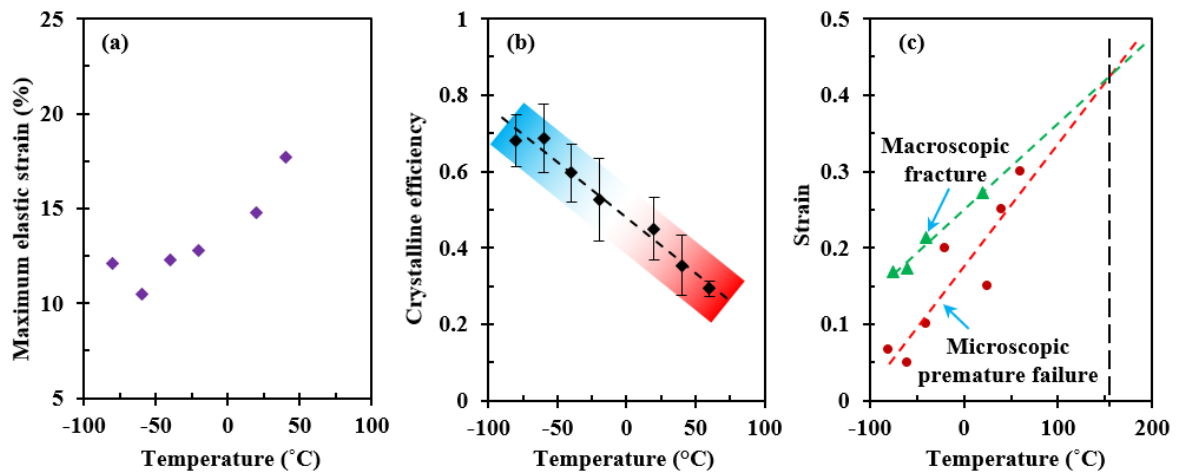 (a)
Maximum elastic strain (%)
25
20
15
10
5
-100
-50
0
50
100
Temperature (˚C)
(b)
Crystalline efficiency
1
0.8
0.6
0.4
0.2
0
-100
-50
0
50
100
Temperature (°C)
(c)
Strain
0.5
0.4
0.3
0.2
0.1
0
Macroscopic
fracture
Microscopic
premature failure
-100
0
100
200
Temperature (˚C)